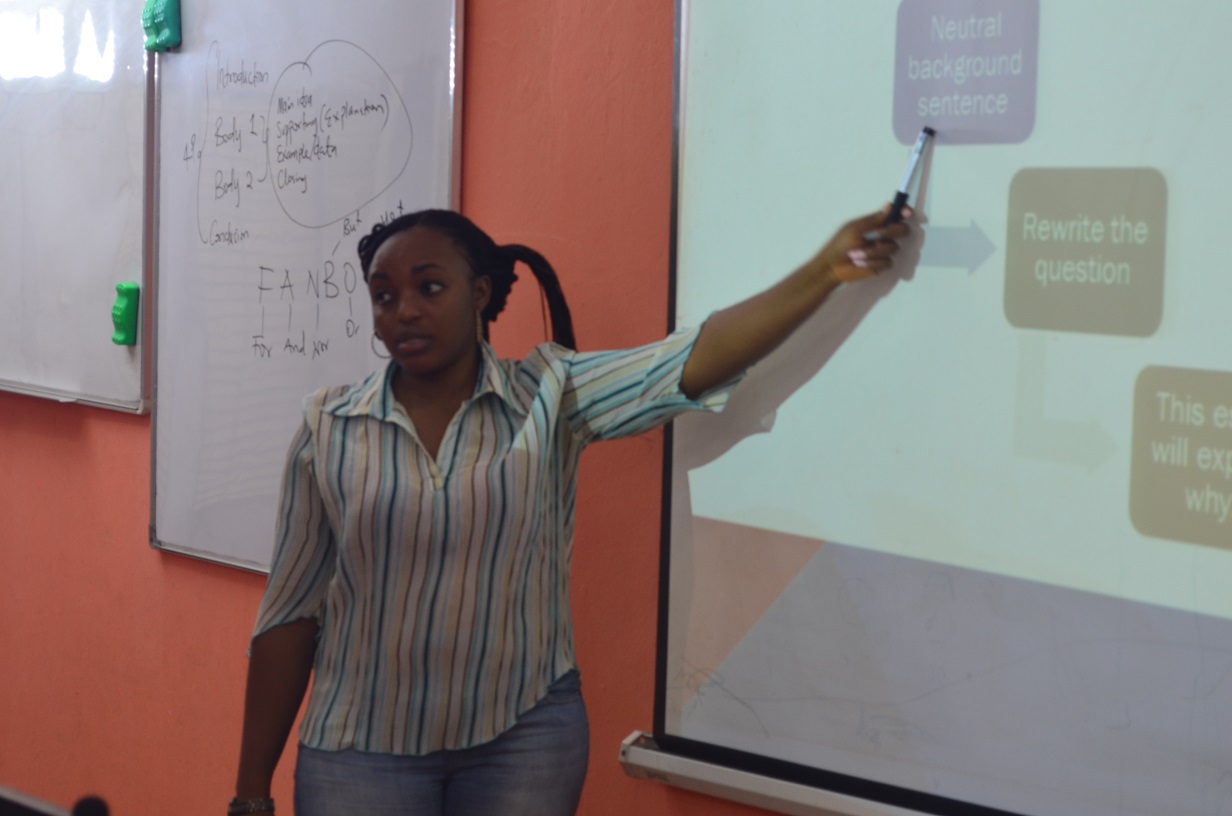 Introduction
Body 1
Body 2
Conclusion
4P
Main idea
Supporting (Explanation)
Example/data
Closing
But
F A N B O
For And Nor
Or
Neutral
background
sentence
Rewrite the
question
This
will
why